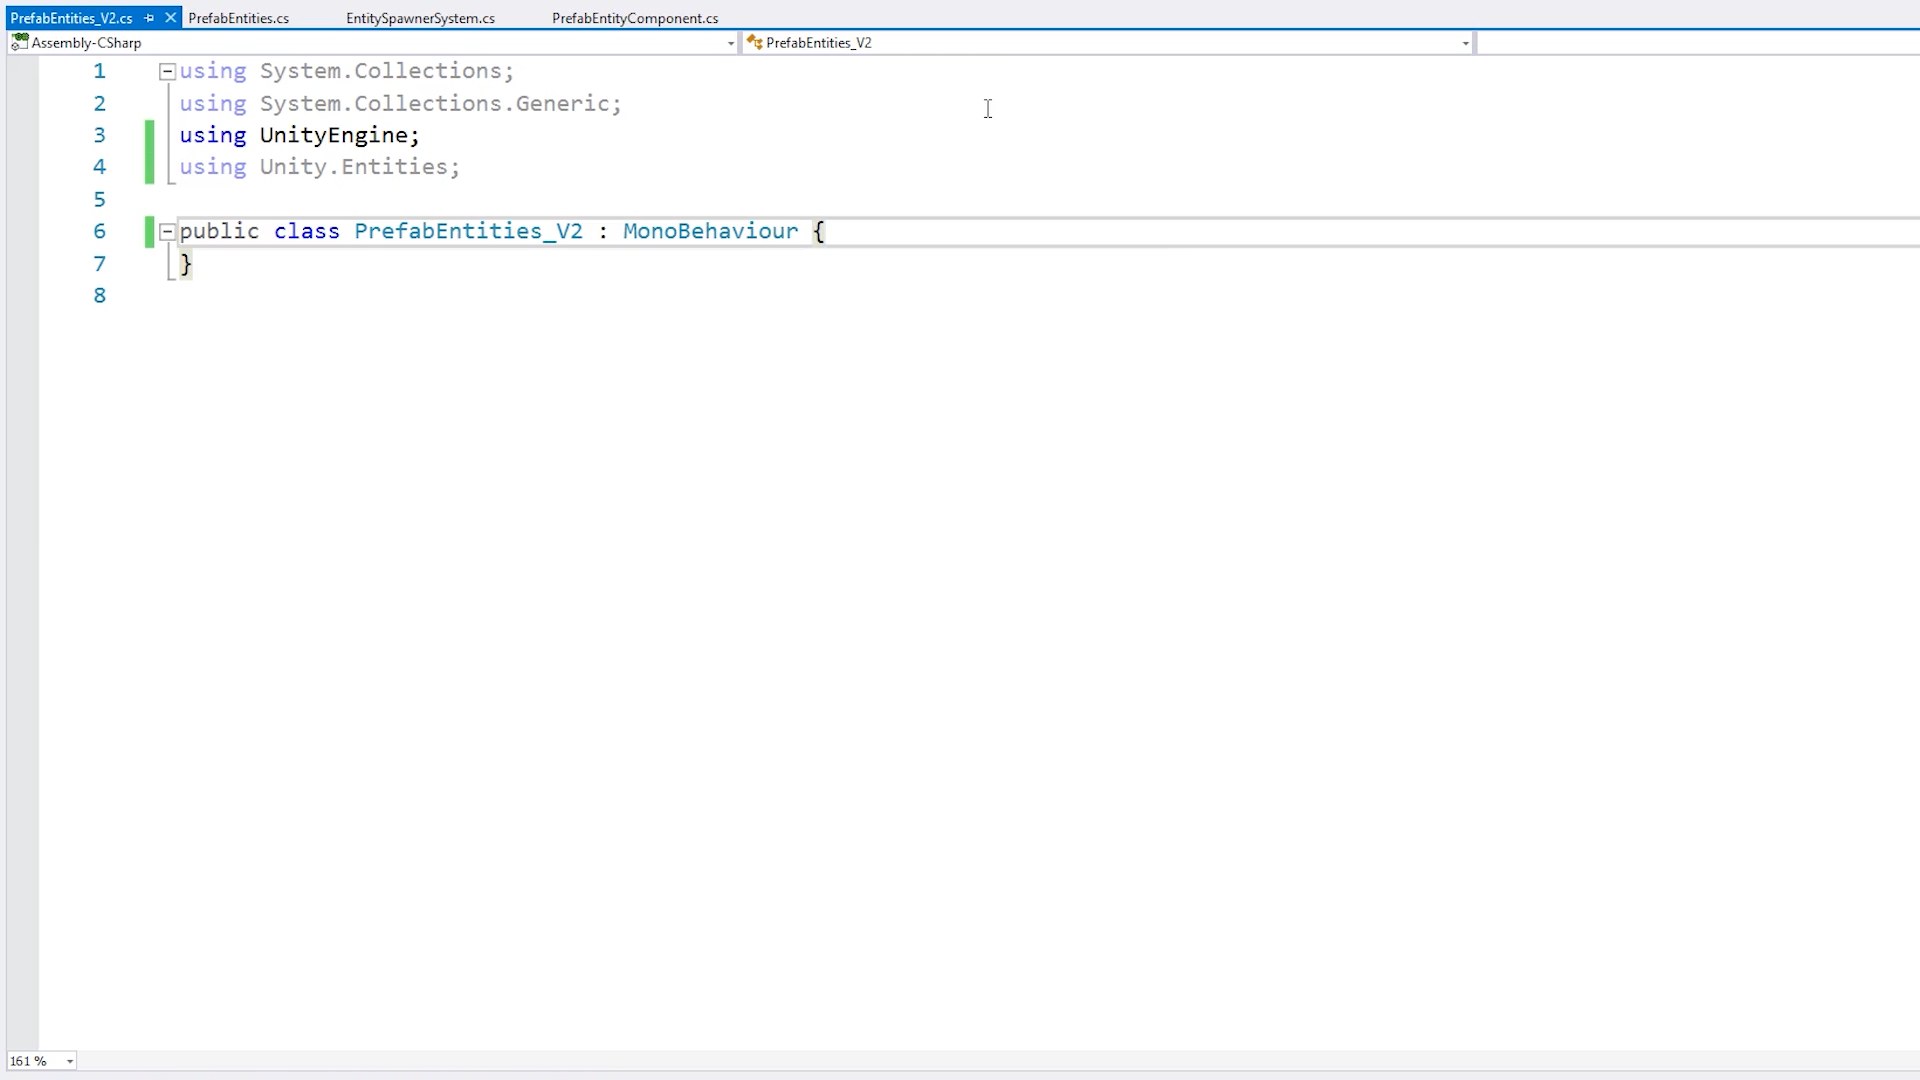 PrefabEntities_V2.cs PrefabEntities.cs EntitySpawnerSystem.cs PrefabEntityComponent.cs
Assembly-CSharp PrefabEntities_V2
1 using System.Collections;
2 using System.Collections.Generic;
3 using UnityEngine;
4 using Unity.Entities;
5
6 public class PrefabEntities_V2 : MonoBehaviour {
7 }
8
161 %